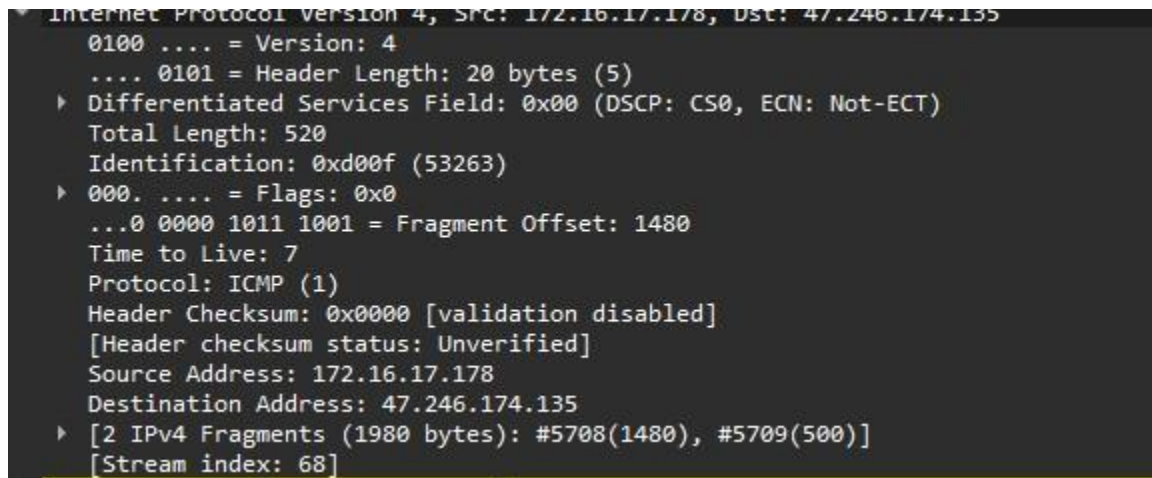 Internet Protocol Version 4, Src: 172.16.17.178, Dst: 47.246.174.135
0100 .... = Version: 4
.... 0101 = Header Length: 20 bytes (5)
Differentiated Services Field: 0x00 (DSCP: CS0, ECN: Not-ECT)
Total Length: 520
Identification: 0xd00f (53263)
000. .... = Flags: 0x0
...0 0000 1011 1001 = Fragment Offset: 1480
Time to Live: 7
Protocol: ICMP (1)
Header Checksum: 0x0000 [validation disabled]
[Header checksum status: Unverified]
Source Address: 172.16.17.178
Destination Address: 47.246.174.135
[2 IPv4 Fragments (1980 bytes): #5708(1480), #5709(500)]
[Stream index: 68]